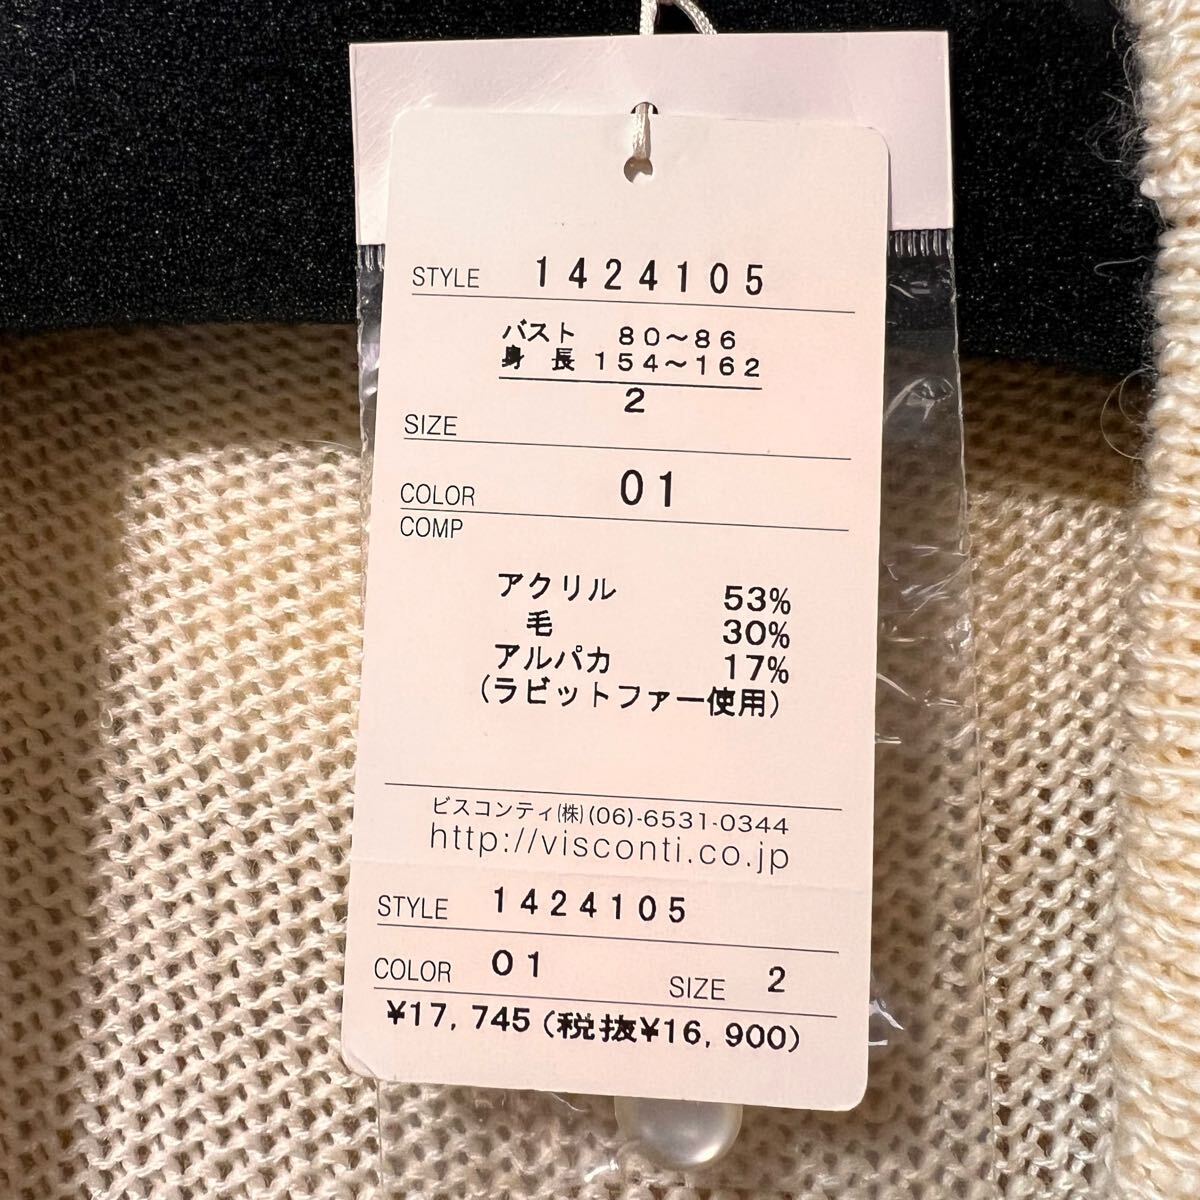 STYLE 1424105
バスト 80〜86
身長 154〜162
2
SIZE
COLOR 01
COMP
アクリル 53%
毛 30%
アルパカ 17%
(ラビットファー使用)
ビスコンティ(株)(06)-6531-0344
http://visconti.co.jp
STYLE 1424105
COLOR 01 SIZE 2
¥17,745(税抜¥16,900)